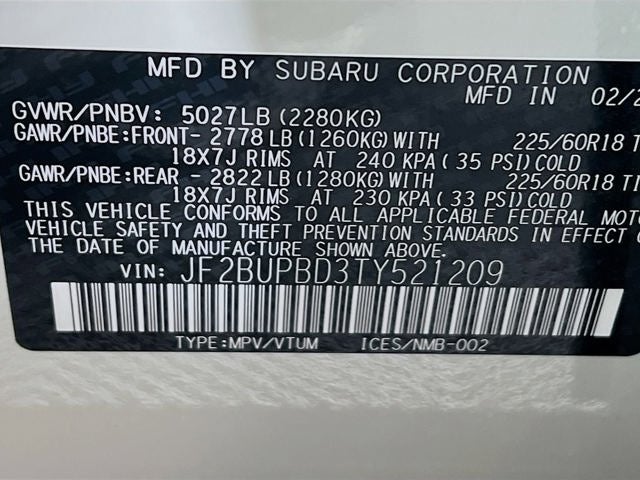 MFD BY SUBARU CORPORATION
MFD IN 02/2
GVWR/PNBV: 5027LB(2280KG)
GAWR/PNBE:FRONT- 2778LB(1260KG)WITH 225/60R18 TI
18X7J RIMS AT 240 KPA(35 PSI)COLD
GAWR/PNBE:REAR - 2822LB(1280KG)WITH 225/60R18 TI
18X7J RIMS AT 230 KPA(33 PSI)COLD
THIS VEHICLE CONFORMS TO ALL APPLICABLE FEDERAL MOT
VEHICLE SAFETY AND THEFT PREVENTION STANDARDS IN EFFECT
THE DATE OF MANUFACTURE SHOWN ABOVE.
VIN: JF2BUPBD3TY521209
TYPE:MPV/VTUM ICES/NMB-002